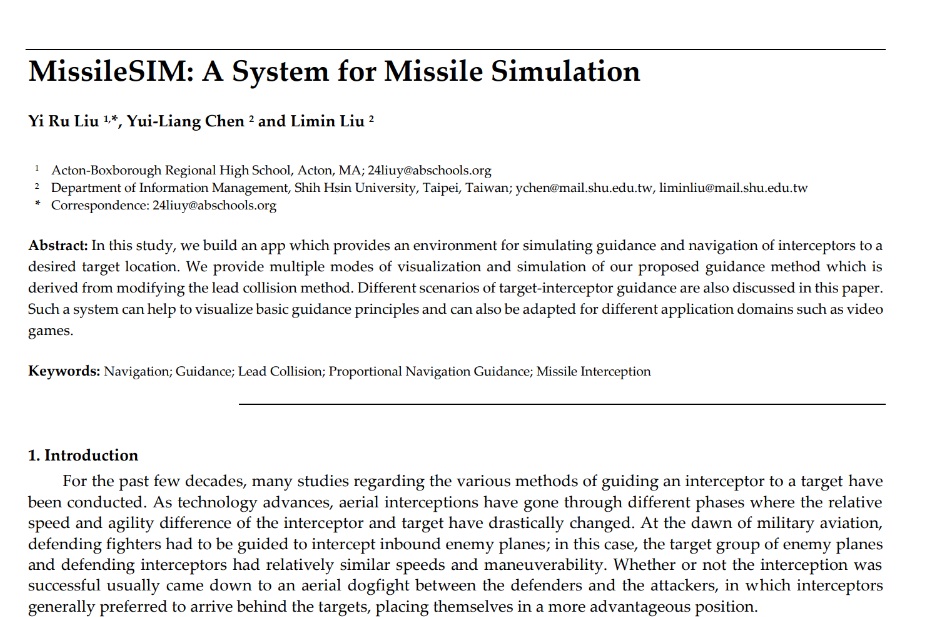 MissileSIM: A System for Missile Simulation
Yi Ru Liu 1,*, Yui-Liang Chen 2 and Limin Liu 2
1 Acton-Boxborough Regional High School, Acton, MA; 24liuy@abschools.org
2 Department of Information Management, Shih Hsin University, Taipei, Taiwan; ychen@mail.shu.edu.tw, liminliu@mail.shu.edu.tw
* Correspondence: 24liuy@abschools.org
Abstract: In this study, we build an app which provides an environment for simulating guidance and navigation of interceptors to a
desired target location. We provide multiple modes of visualization and simulation of our proposed guidance method which is
derived from modifying the lead collision method. Different scenarios of target-interceptor guidance are also discussed in this paper.
Such a system can help to visualize basic guidance principles and can also be adapted for different application domains such as video
games.
Keywords: Navigation; Guidance; Lead Collision; Proportional Navigation Guidance; Missile Interception
1. Introduction
For the past few decades, many studies regarding the various methods of guiding an interceptor to a target have
been conducted. As technology advances, aerial interceptions have gone through different phases where the relative
speed and agility difference of the interceptor and target have drastically changed. At the dawn of military aviation,
defending fighters had to be guided to intercept inbound enemy planes; in this case, the target group of enemy planes
and defending interceptors had relatively similar speeds and maneuverability. Whether or not the interception was
successful usually came down to an aerial dogfight between the defenders and the attackers, in which interceptors
generally preferred to arrive behind the targets, placing themselves in a more advantageous position.